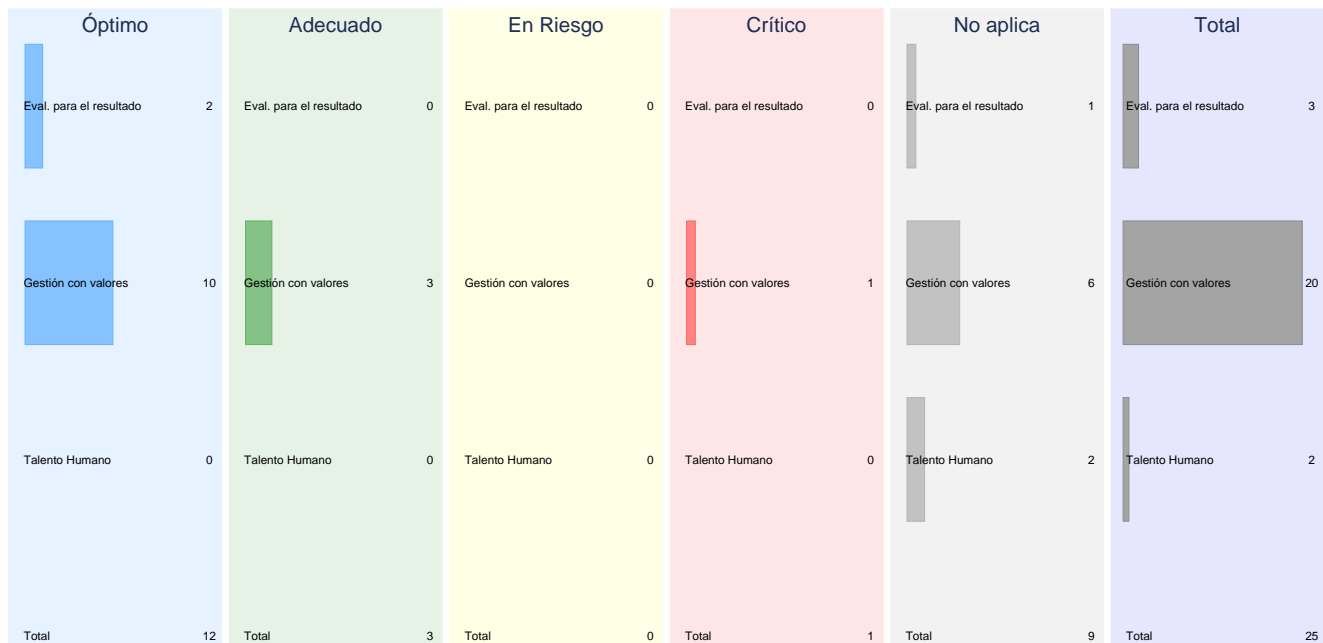 Óptimo Adecuado En Riesgo Crítico No aplica Total
Eval. para el resultado 2 Eval. para el resultado 0 Eval. para el resultado 0 Eval. para el resultado 0 Eval. para el resultado 1 Eval. para el resultado 3
Gestión con valores 10 Gestión con valores 3 Gestión con valores 0 Gestión con valores 1 Gestión con valores 6 Gestión con valores 20
Talento Humano 0 Talento Humano 0 Talento Humano 0 Talento Humano 0 Talento Humano 2 Talento Humano 2
Total 12 Total 3 Total 0 Total 1 Total 9 Total 25